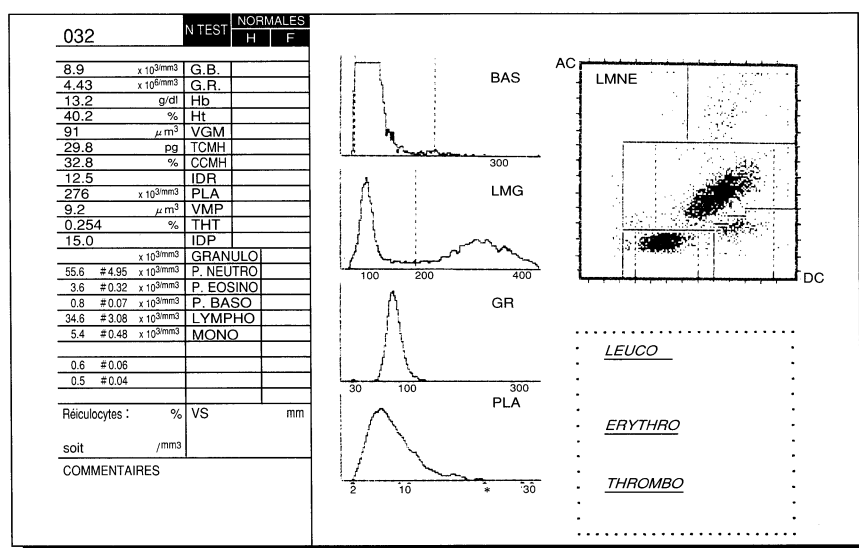 032 N TEST NORMALES
H F
8.9 x 10³/mm3 G.B.
4.43 x 10⁶/mm3 G.R.
13.2 g/dl Hb
40.2 % Ht
91 µ m³ VGM
29.8 pg TCMH
32.8 % CCMH
12.5 IDR
276 x 10³/mm3 PLA
9.2 µ m³ VMP
0.254 % THT
15.0 IDP
x 10³/mm3 GRANULO
55.6 #4.95 x 10³/mm3 P. NEUTRO
3.6 #0.32 x 10³/mm3 P. EOSINO
0.8 #0.07 x 10³/mm3 P. BASO
34.6 #3.08 x 10³/mm3 LYMPHO
5.4 #0.48 x 10³/mm3 MONO
0.6 #0.06
0.5 #0.04
Réiculocytes : % VS mm
soit /mm3
COMMENTAIRES
BAS
300
LMG
100 200 400
GR
30 100 300
PLA
2 10 * 30
AC
LMNE
DC
LEUCO
ERYTHRO
THROMBO